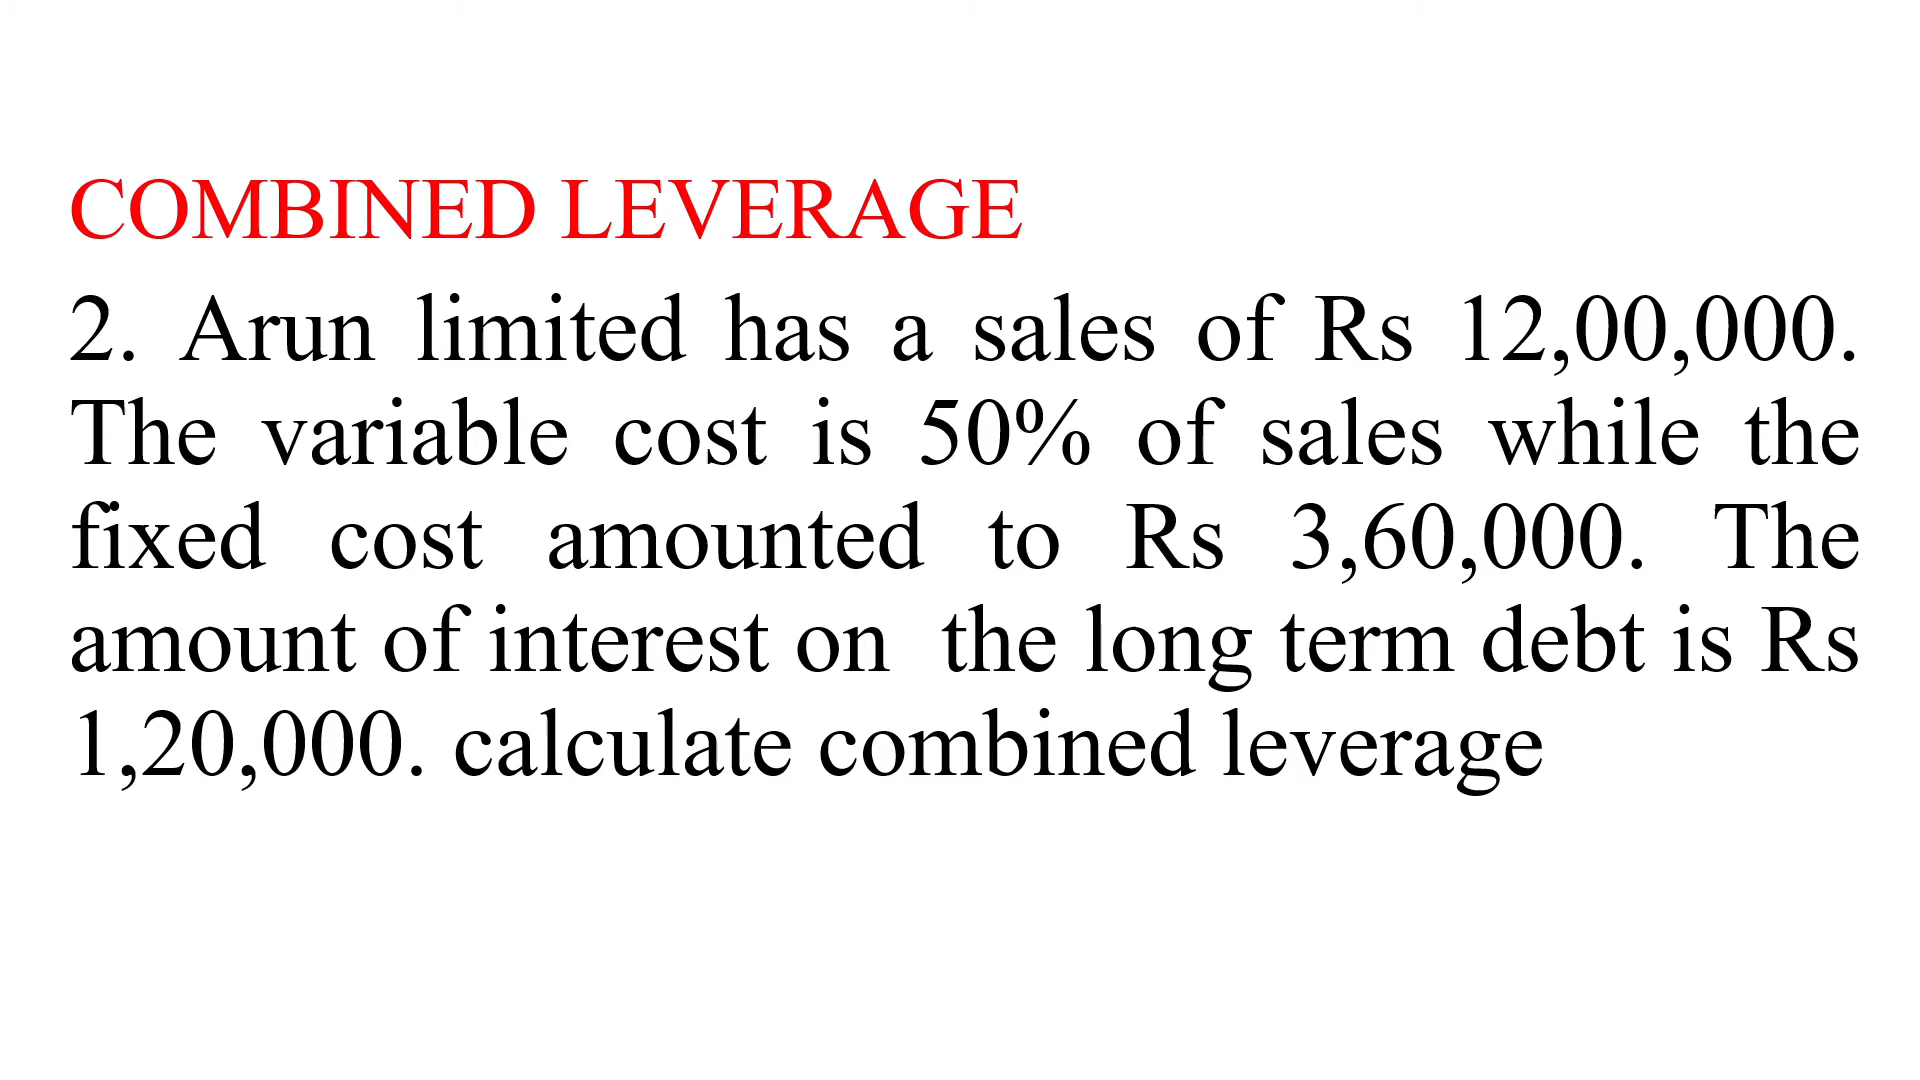 COMBINED LEVERAGE
2. Arun limited has a sales of Rs 12,00,000.
The variable cost is 50% of sales while the
fixed cost amounted to Rs 3,60,000. The
amount of interest on the long term debt is Rs
1,20,000. calculate combined leverage